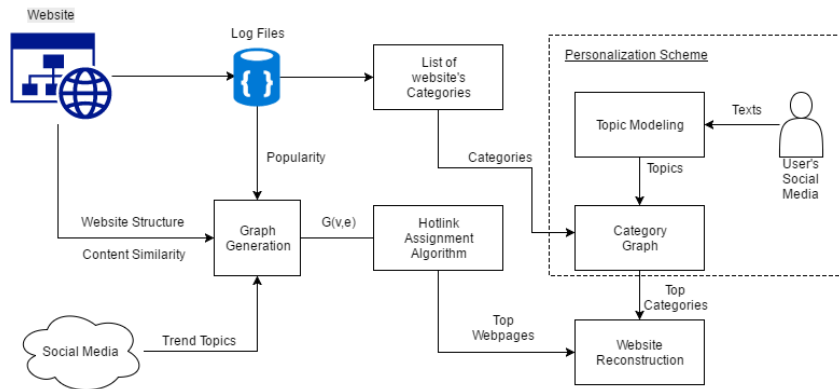 Website
Log Files
{ }
List of
website's
Categories
Personalization Scheme
Topic Modeling
Texts
User's
Social
Media
Popularity
Categories
Topics
Website Structure
Content Similarity
Graph
Generation
G(v,e)
Hotlink
Assignment
Algorithm
Category
Graph
Top
Categories
Social Media
Trend Topics
Top
Webpages
Website
Reconstruction